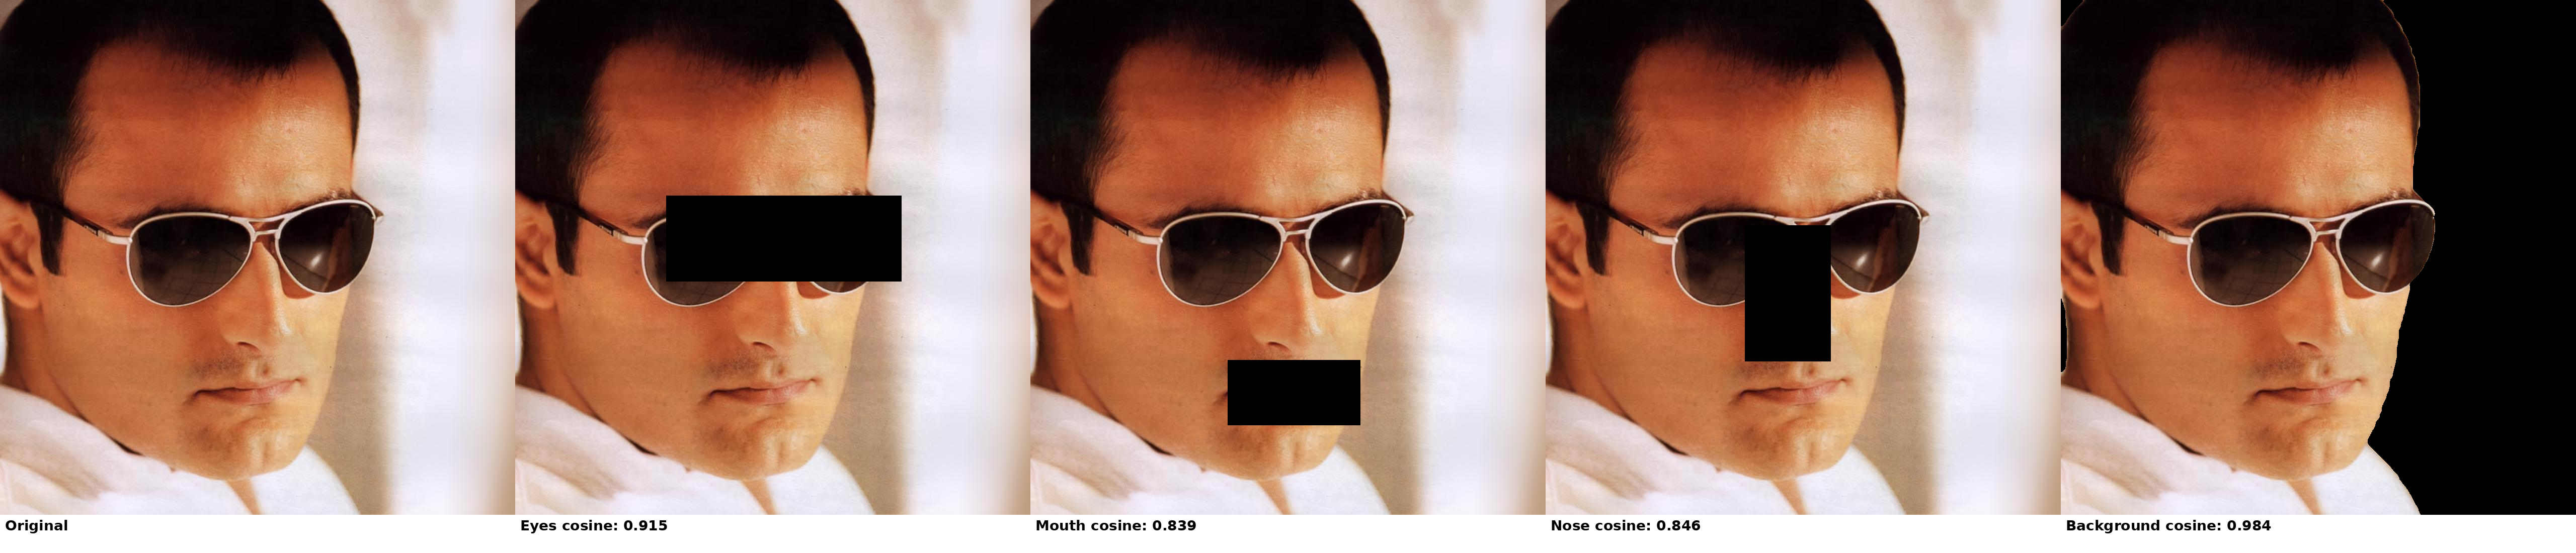 Original
Eyes cosine: 0.915
Mouth cosine: 0.839
Nose cosine: 0.846
Background cosine: 0.984